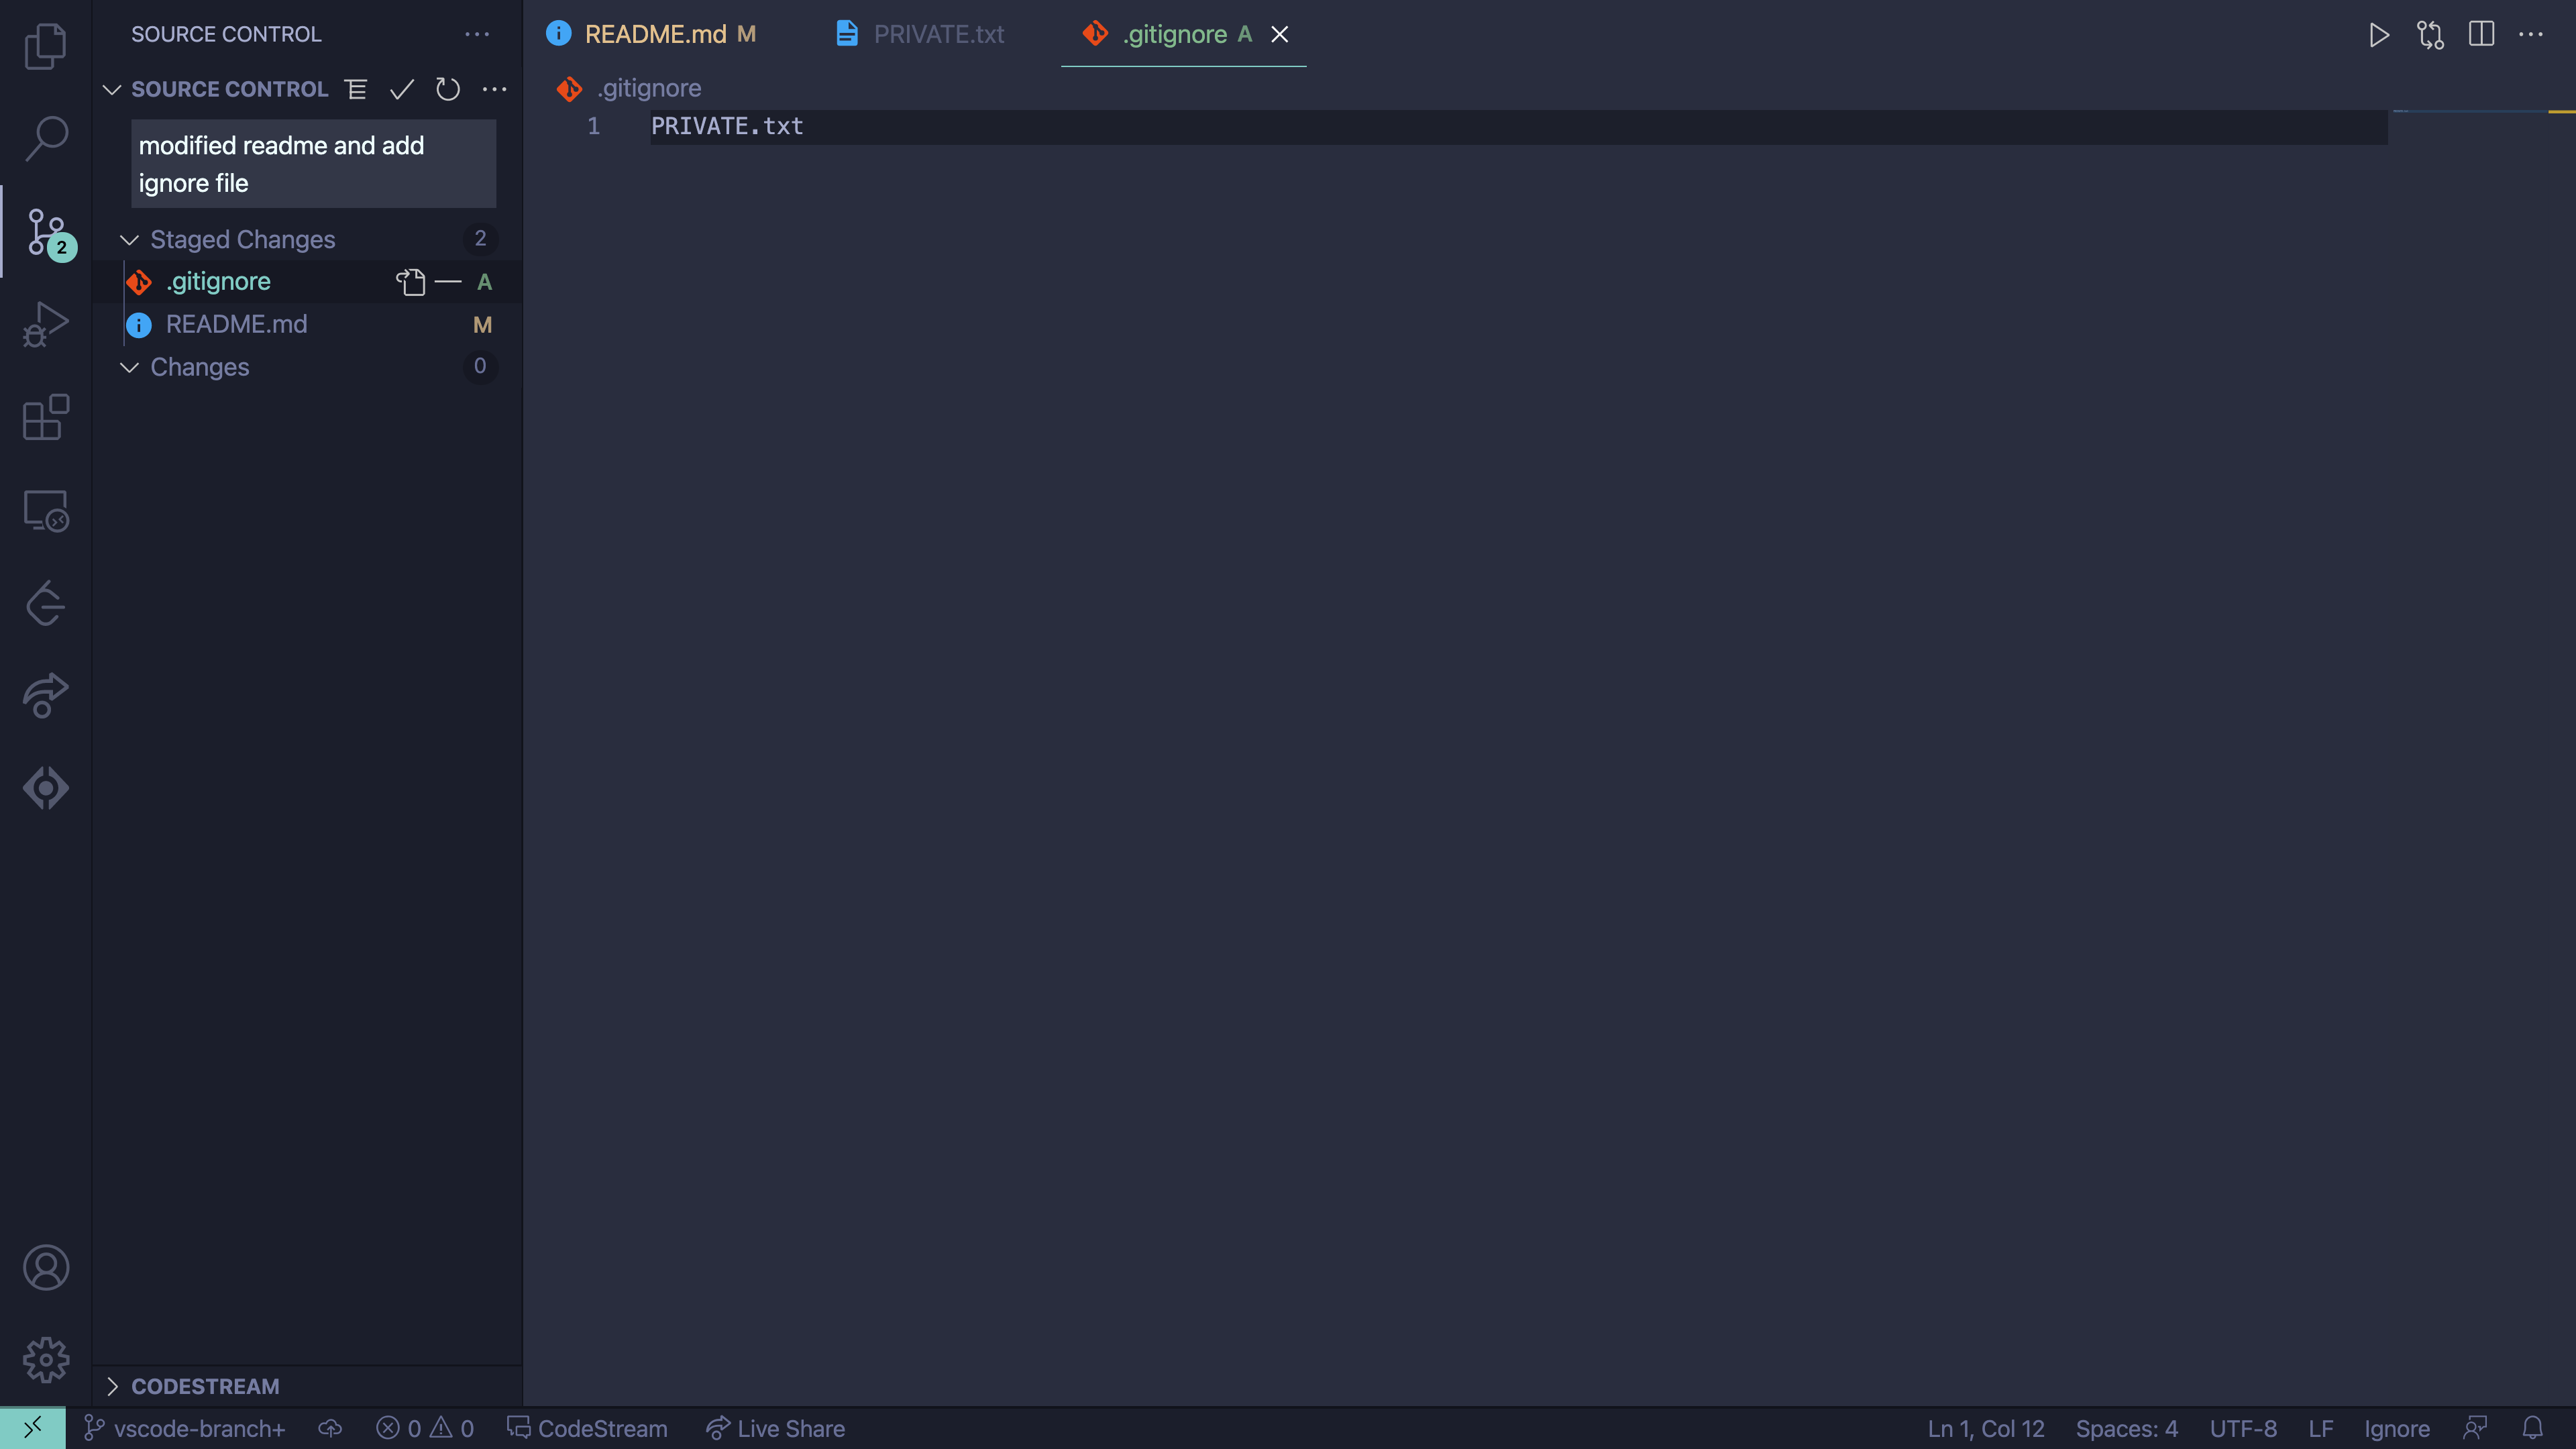 SOURCE CONTROL
SOURCE CONTROL
modified readme and add
ignore file
Staged Changes 2
.gitignore A
README.md M
Changes 0
CODESTREAM
README.md M
PRIVATE.txt
.gitignore A
.gitignore
1 PRIVATE.txt
2
vscode-branch+
0 0
CodeStream
Live Share
Ln 1, Col 12
Spaces: 4
UTF-8
LF
Ignore